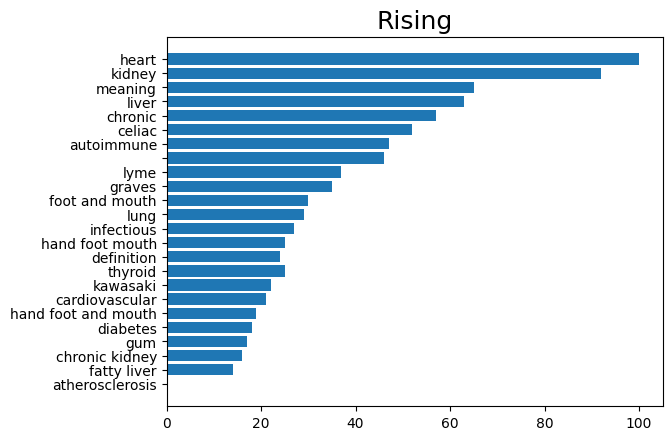 Rising
heart
kidney
meaning
liver
chronic
celiac
autoimmune
lyme
graves
foot and mouth
lung
infectious
hand foot mouth
definition
thyroid
kawasaki
cardiovascular
hand foot and mouth
diabetes
gum
chronic kidney
fatty liver
atherosclerosis
0 20 40 60 80 100